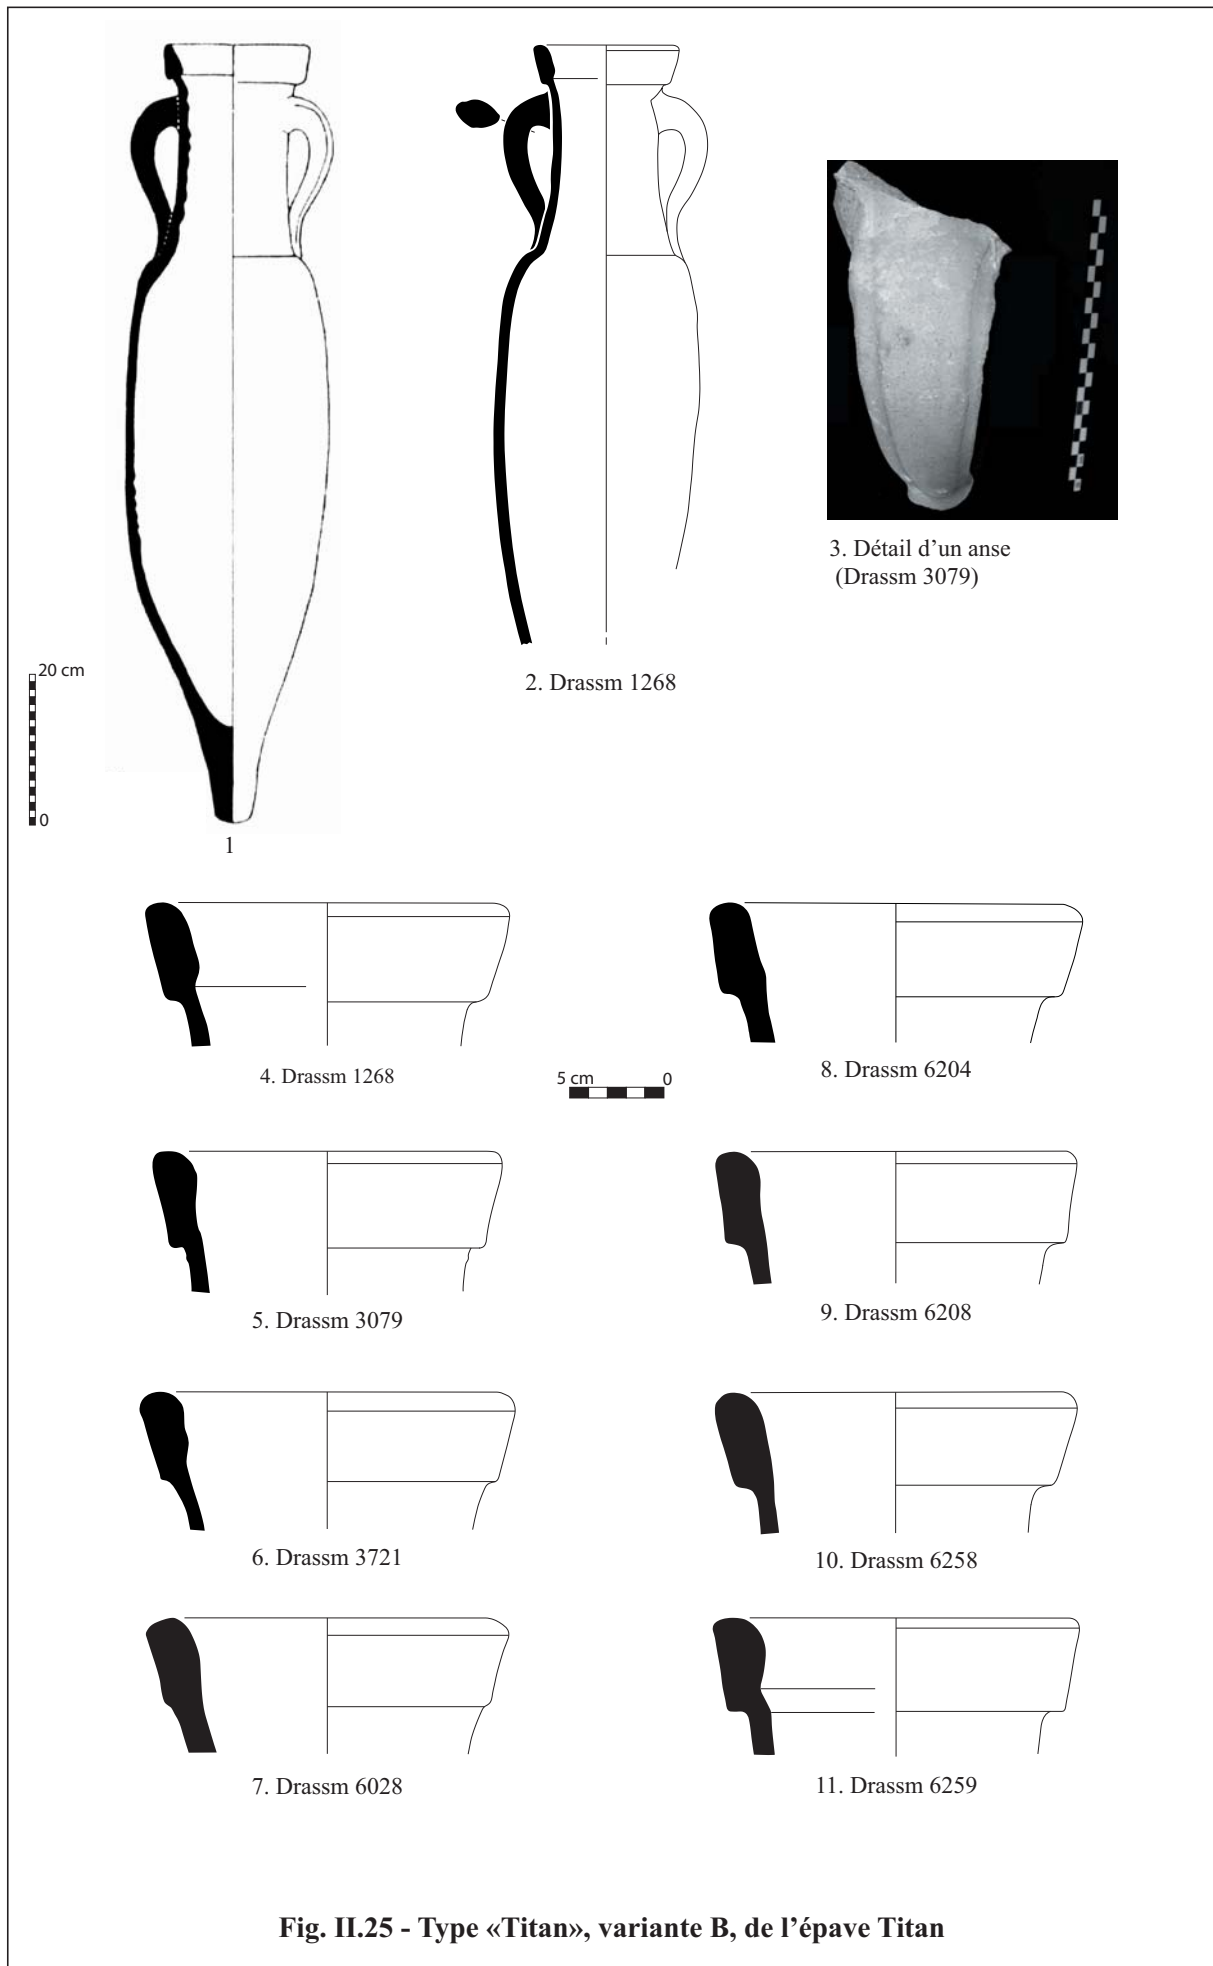 3. Détail d’un anse
(Drassm 3079)
2. Drassm 1268
20 cm
0
1
4. Drassm 1268
5 cm 0
8. Drassm 6204
5. Drassm 3079
9. Drassm 6208
6. Drassm 3721
10. Drassm 6258
7. Drassm 6028
11. Drassm 6259
Fig. II.25 - Type «Titan», variante B, de l’épave Titan